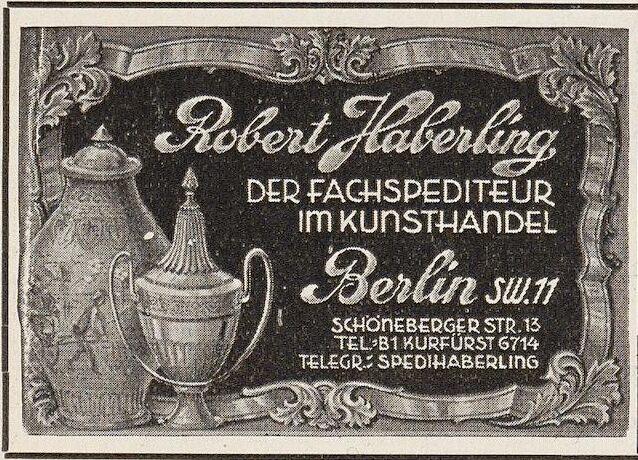 Robert Haberling
DER FACHSPEDITEUR
IM KUNSTHANDEL
Berlin SW.11
SCHÖNEBERGER STR. 13
TEL.: B1 KURFÜRST 6714
TELEGR.: SPEDIHABERLING